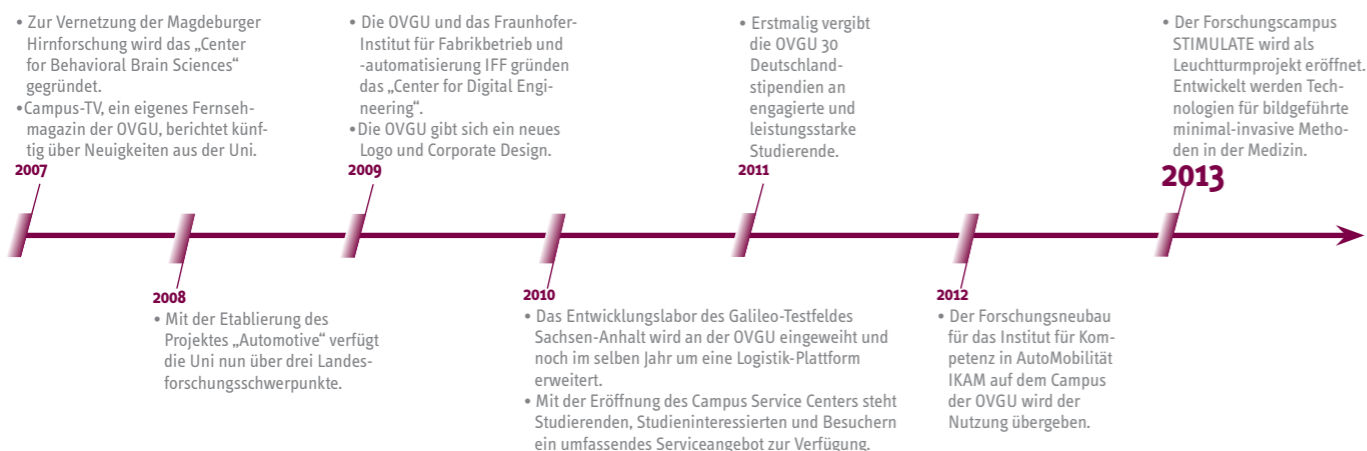 • Zur Vernetzung der Magdeburger
Hirnforschung wird das „Center
for Behavioral Brain Sciences“
gegründet.
•Campus-TV, ein eigenes Fernseh-
magazin der OVGU, berichtet künf-
tig über Neuigkeiten aus der Uni.
2007
2008
• Mit der Etablierung des
Projektes „Automotive“ verfügt
die Uni nun über drei Landes-
forschungsschwerpunkte.
• Die OVGU und das Fraunhofer-
Institut für Fabrikbetrieb und
-automatisierung IFF gründen
das „Center for Digital Engi-
neering“.
•Die OVGU gibt sich ein neues
Logo und Corporate Design.
2009
2010
• Das Entwicklungslabor des Galileo-Testfeldes
Sachsen-Anhalt wird an der OVGU eingeweiht und
noch im selben Jahr um eine Logistik-Plattform
erweitert.
• Mit der Eröffnung des Campus Service Centers steht
Studierenden, Studieninteressierten und Besuchern
ein umfassendes Serviceangebot zur Verfügung.
• Erstmalig vergibt
die OVGU 30
Deutschland-
stipendien an
engagierte und
leistungsstarke
Studierende.
2011
2012
• Der Forschungsneubau
für das Institut für Kom-
petenz in AutoMobilität
IKAM auf dem Campus
der OVGU wird der
Nutzung übergeben.
• Der Forschungscampus
STIMULATE wird als
Leuchtturmprojekt eröffnet.
Entwickelt werden Tech-
nologien für bildgeführte
minimal-invasive Metho-
den in der Medizin.
2013